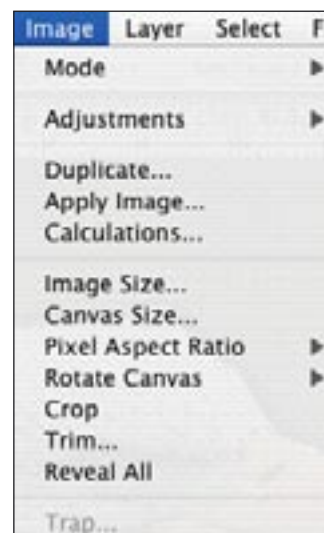 Image Layer Select F
Mode
Adjustments
Duplicate...
Apply Image...
Calculations...
Image Size...
Canvas Size...
Pixel Aspect Ratio
Rotate Canvas
Crop
Trim...
Reveal All
Trap...